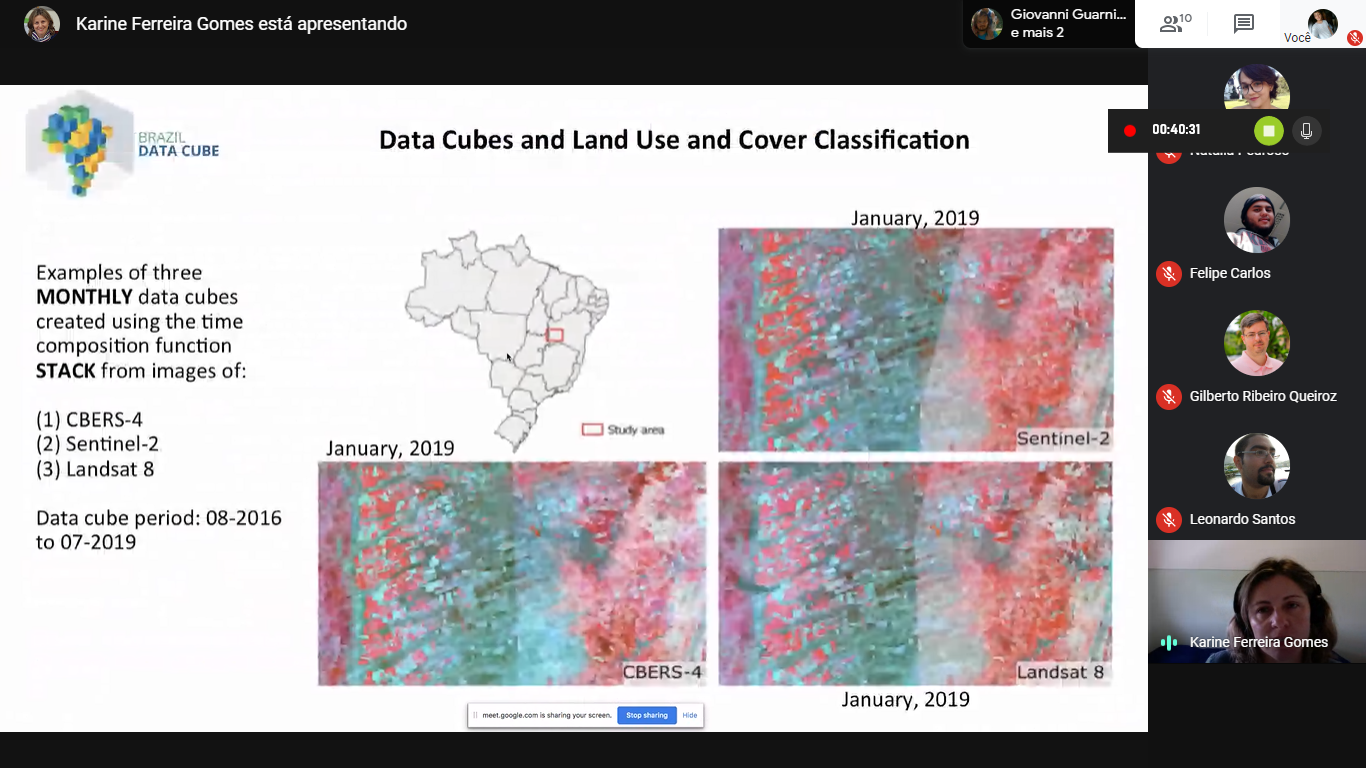 Karine Ferreira Gomes está apresentando
Giovanni Guarni...
e mais 2
10
Você
BRAZIL
DATA CUBE
Data Cubes and Land Use and Cover Classification
00:40:31
Examples of three
MONTHLY data cubes
created using the time
composition function
STACK from images of:
(1) CBERS-4
(2) Sentinel-2
(3) Landsat 8
Data cube period: 08-2016
to 07-2019
Study area
January, 2019
Sentinel-2
January, 2019
CBERS-4
Landsat 8
January, 2019
meet.google.com is sharing your screen.
Stop sharing
Hide
Felipe Carlos
Gilberto Ribeiro Queiroz
Leonardo Santos
Karine Ferreira Gomes